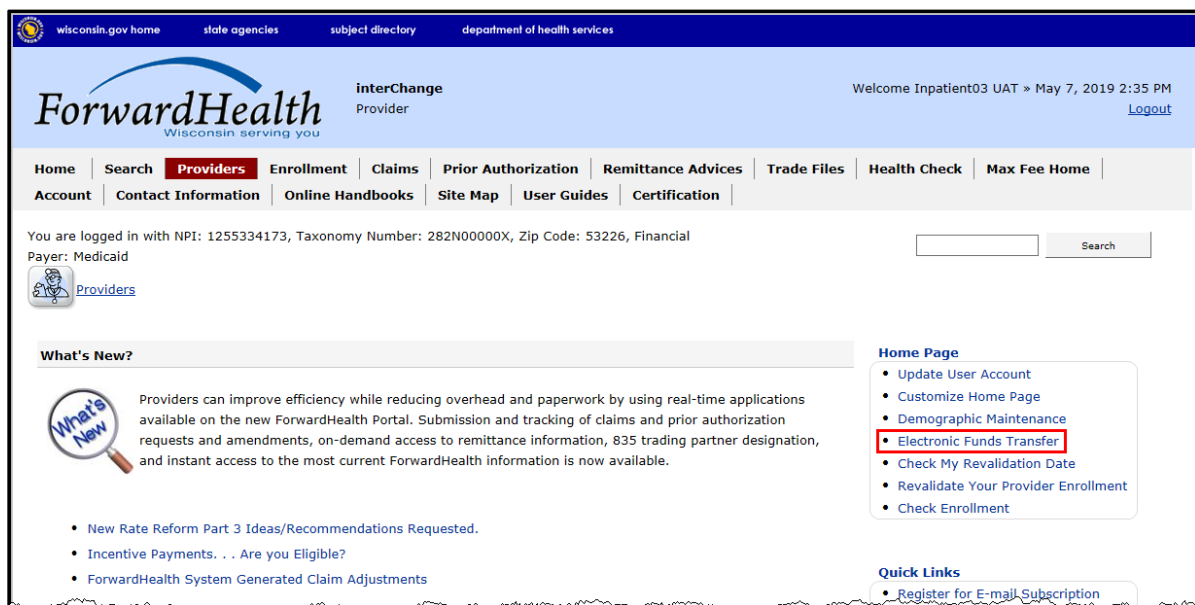 wisconsin.gov home state agencies subject directory department of health services
ForwardHealth
Wisconsin serving you
interChange
Provider
Welcome Inpatient03 UAT » May 7, 2019 2:35 PM
Logout
Home Search Providers Enrollment Claims Prior Authorization Remittance Advices Trade Files Health Check Max Fee Home
Account Contact Information Online Handbooks Site Map User Guides Certification
You are logged in with NPI: 1255334173, Taxonomy Number: 282N00000X, Zip Code: 53226, Financial
Payer: Medicaid
Search
Providers
What's New?
What's
New
Providers can improve efficiency while reducing overhead and paperwork by using real-time applications
available on the new ForwardHealth Portal. Submission and tracking of claims and prior authorization
requests and amendments, on-demand access to remittance information, 835 trading partner designation,
and instant access to the most current ForwardHealth information is now available.
• New Rate Reform Part 3 Ideas/Recommendations Requested.
• Incentive Payments. . . Are you Eligible?
• ForwardHealth System Generated Claim Adjustments
Home Page
• Update User Account
• Customize Home Page
• Demographic Maintenance
• Electronic Funds Transfer
• Check My Revalidation Date
• Revalidate Your Provider Enrollment
• Check Enrollment
Quick Links
• Register for E-mail Subscription